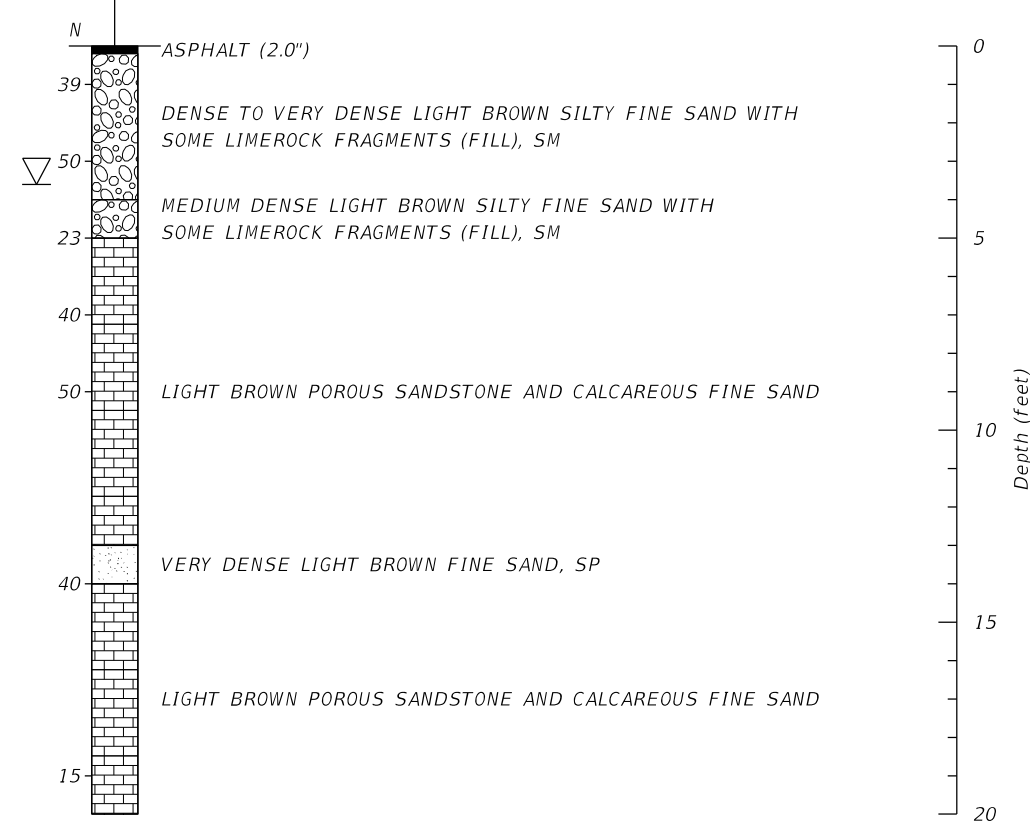 N
ASPHALT (2.0")
0
39
DENSE TO VERY DENSE LIGHT BROWN SILTY FINE SAND WITH
SOME LIMEROCK FRAGMENTS (FILL), SM
50
MEDIUM DENSE LIGHT BROWN SILTY FINE SAND WITH
SOME LIMEROCK FRAGMENTS (FILL), SM
23
5
40
50
LIGHT BROWN POROUS SANDSTONE AND CALCAREOUS FINE SAND
10
Depth (feet)
VERY DENSE LIGHT BROWN FINE SAND, SP
40
15
LIGHT BROWN POROUS SANDSTONE AND CALCAREOUS FINE SAND
15
20